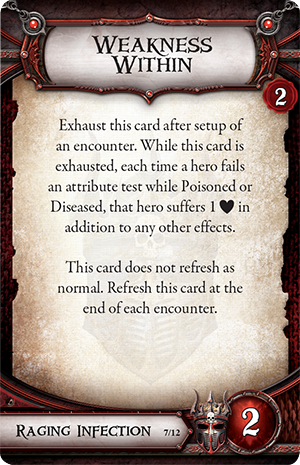 Weakness
Within
2
Exhaust this card after setup of
an encounter. While this card is
exhausted, each time a hero fails
an attribute test while Poisoned or
Diseased, that hero suffers 1 ♥ in
addition to any other effects.
This card does not refresh as
normal. Refresh this card at the
end of each encounter.
Raging Infection 7/12
2